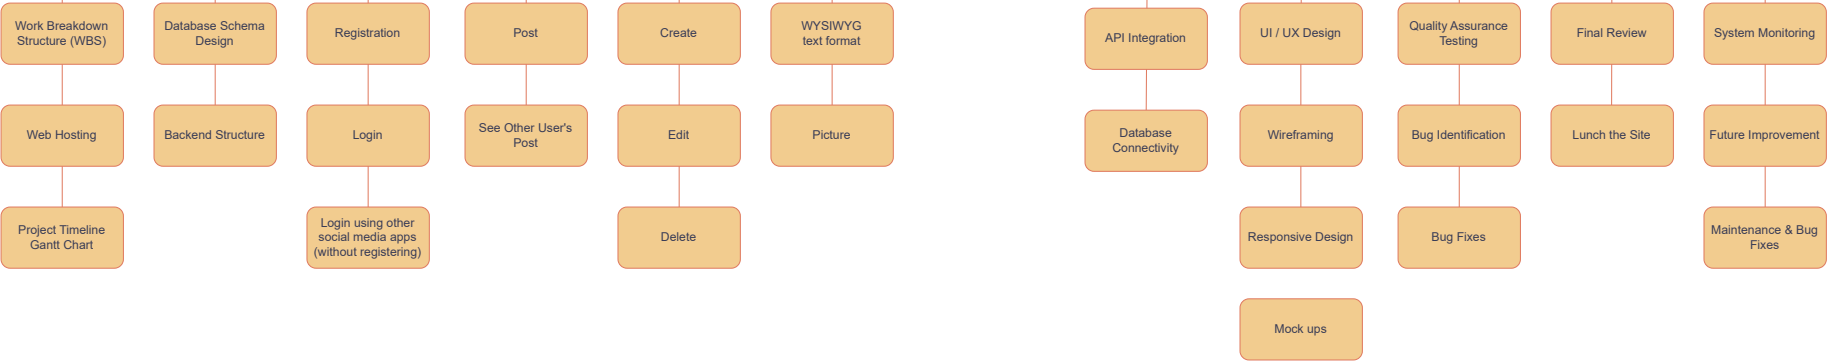 Work Breakdown
Structure (WBS)
Database Schema
Design
Registration
Post
Create
WYSIWYG
text format
API Integration
UI / UX Design
Quality Assurance
Testing
Final Review
System Monitoring
Web Hosting
Backend Structure
Login
See Other User's
Post
Edit
Picture
Database
Connectivity
Wireframing
Bug Identification
Lunch the Site
Future Improvement
Project Timeline
Gantt Chart
Login using other
social media apps
(without registering)
Delete
Responsive Design
Bug Fixes
Maintenance & Bug
Fixes
Mock ups